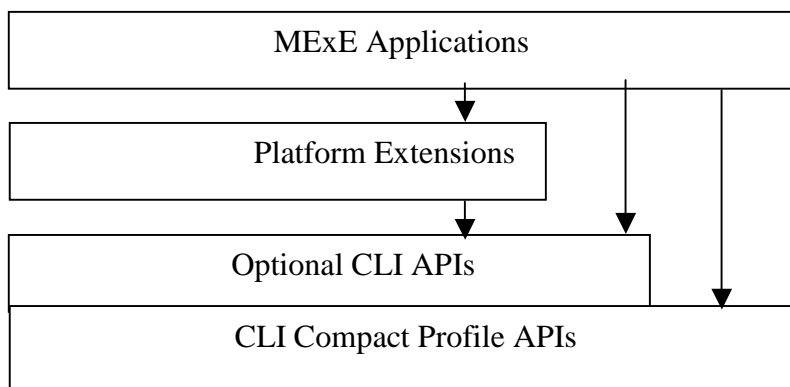 MExE Applications
Platform Extensions
Optional CLI APIs
CLI Compact Profile APIs